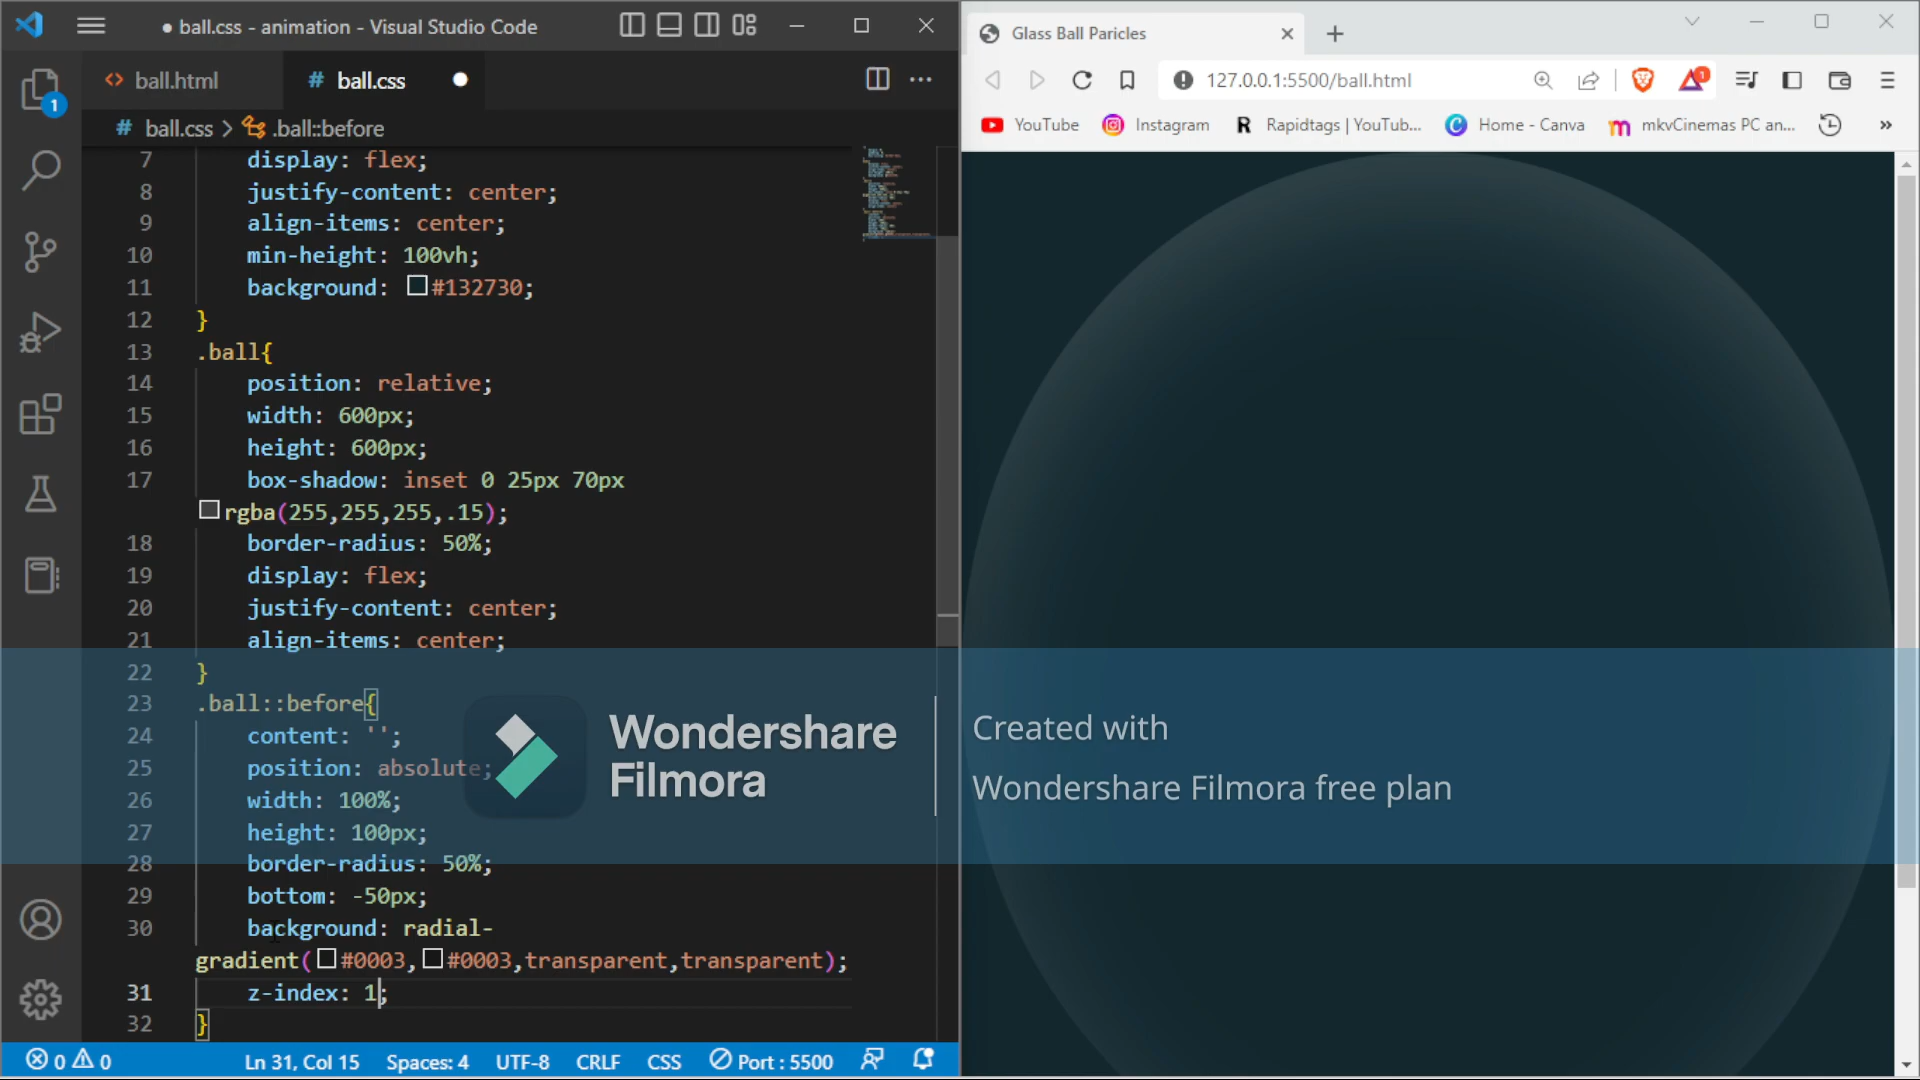 ball.css - animation - Visual Studio Code
ball.html
ball.css
1
# ball.css > .ball::before
7 display: flex;
8 justify-content: center;
9 align-items: center;
10 min-height: 100vh;
11 background: #132730;
12 }
13 .ball{
14 position: relative;
15 width: 600px;
16 height: 600px;
17 box-shadow: inset 0 25px 70px
rgba(255,255,255,.15);
18 border-radius: 50%;
19 display: flex;
20 justify-content: center;
21 align-items: center;
22 }
23 .ball::before{
24 content: '';
25 position: absolute;
26 width: 100%;
27 height: 100px;
28 border-radius: 50%;
29 bottom: -50px;
30 background: radial-
gradient(#0003,#0003,transparent,transparent);
31 z-index: 1;
32 }
0 0 Ln 31, Col 15 Spaces: 4 UTF-8 CRLF CSS Port : 5500
Glass Ball Paricles
127.0.0.1:5500/ball.html
1
YouTube Instagram Rapidtags | YouTub... Home - Canva mkvCinemas PC an... »
Wondershare
Filmora
Created with
Wondershare Filmora free plan